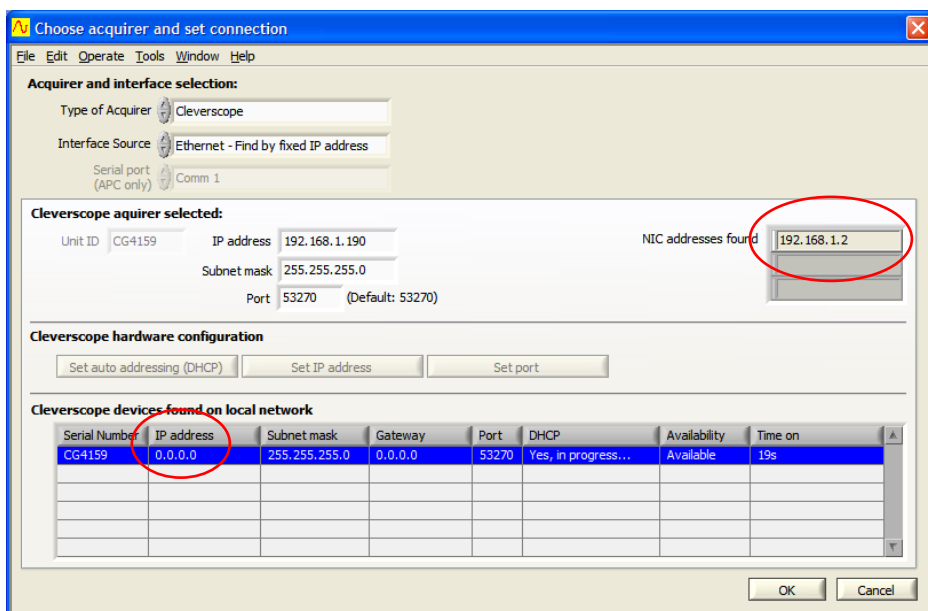 Choose acquirer and set connection
File Edit Operate Tools Window Help
Acquirer and interface selection:
Type of Acquirer Cleverscope
Interface Source Ethernet - Find by fixed IP address
Serial port
(APC only) Comm 1
Cleverscope aquirer selected:
Unit ID CG4159 IP address 192.168.1.190 NIC addresses found 192.168.1.2
Subnet mask 255.255.255.0
Port 53270 (Default: 53270)
Cleverscope hardware configuration
Set auto addressing (DHCP) Set IP address Set port
Cleverscope devices found on local network
Serial Number IP address Subnet mask Gateway Port DHCP Availability Time on
CG4159 0.0.0.0 255.255.255.0 0.0.0.0 53270 Yes, in progress... Available 19s
OK Cancel